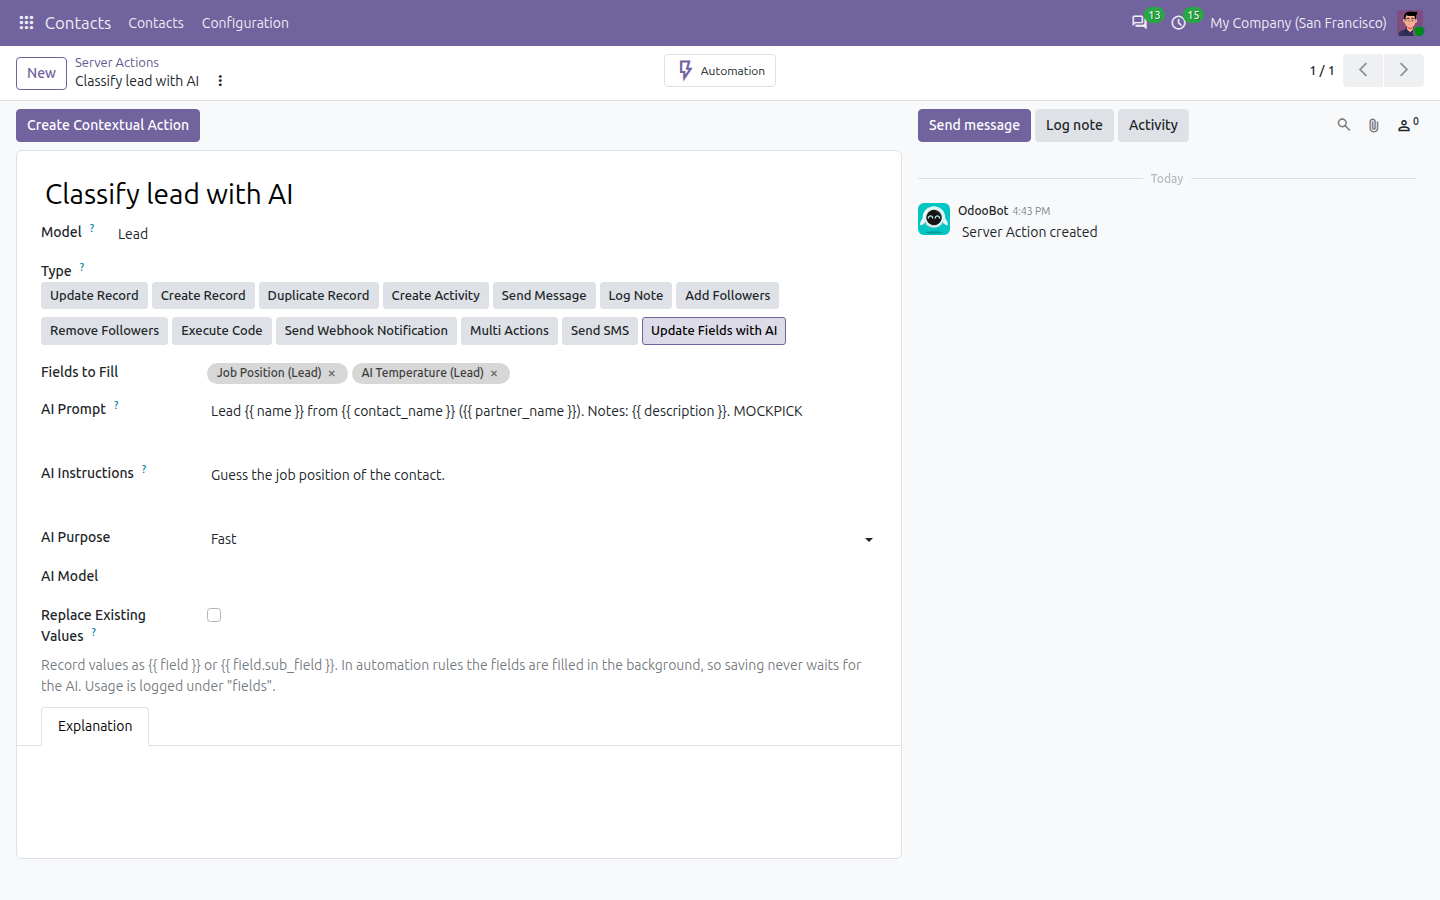 Contacts
Contacts
Configuration
13
15
My Company (San Francisco)
New
Server Actions
Classify lead with AI
Automation
1 / 1
Create Contextual Action
Send message
Log note
Activity
0
Classify lead with AI
Model ?
Lead
Type ?
Update Record
Create Record
Duplicate Record
Create Activity
Send Message
Log Note
Add Followers
Remove Followers
Execute Code
Send Webhook Notification
Multi Actions
Send SMS
Update Fields with AI
Fields to Fill
Job Position (Lead) ×
AI Temperature (Lead) ×
AI Prompt ?
Lead {{ name }} from {{ contact_name }} ({{ partner_name }}). Notes: {{ description }}. MOCKPICK
AI Instructions ?
Guess the job position of the contact.
AI Purpose
Fast
AI Model
Replace Existing
Values ?
Record values as {{ field }} or {{ field.sub_field }}. In automation rules the fields are filled in the background, so saving never waits for
the AI. Usage is logged under "fields".
Explanation
Today
OdooBot 4:43 PM
Server Action created